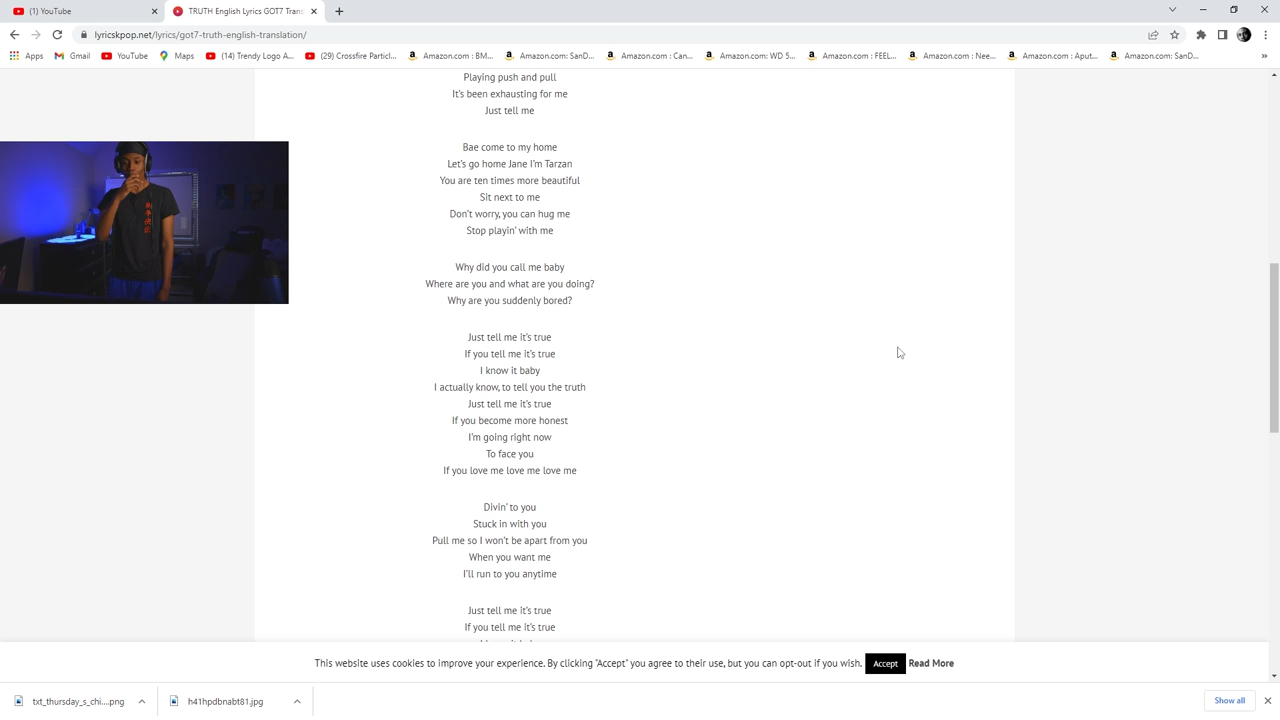 (1) YouTube
TRUTH English Lyrics GOT7 Trans
lyricskpop.net/lyrics/got7-truth-english-translation/
Apps Gmail YouTube Maps (14) Trendy Logo A... (29) Crossfire Particl... Amazon.com : BM... Amazon.com: SanD... Amazon.com : Can... Amazon.com: WD 5... Amazon.com : FEEL... Amazon.com : Nee... Amazon.com : Aput... Amazon.com: SanD... »
Playing push and pull
It's been exhausting for me
Just tell me
Bae come to my home
Let's go home Jane I'm Tarzan
You are ten times more beautiful
Sit next to me
Don't worry, you can hug me
Stop playin' with me
Why did you call me baby
Where are you and what are you doing?
Why are you suddenly bored?
Just tell me it's true
If you tell me it's true
I know it baby
I actually know, to tell you the truth
Just tell me it's true
If you become more honest
I'm going right now
To face you
If you love me love me love me
Divin' to you
Stuck in with you
Pull me so I won't be apart from you
When you want me
I'll run to you anytime
Just tell me it's true
If you tell me it's true
This website uses cookies to improve your experience. By clicking "Accept" you agree to their use, but you can opt-out if you wish. Accept Read More
txt_thursday_s_chi....png h41hpdbnabt81.jpg Show all